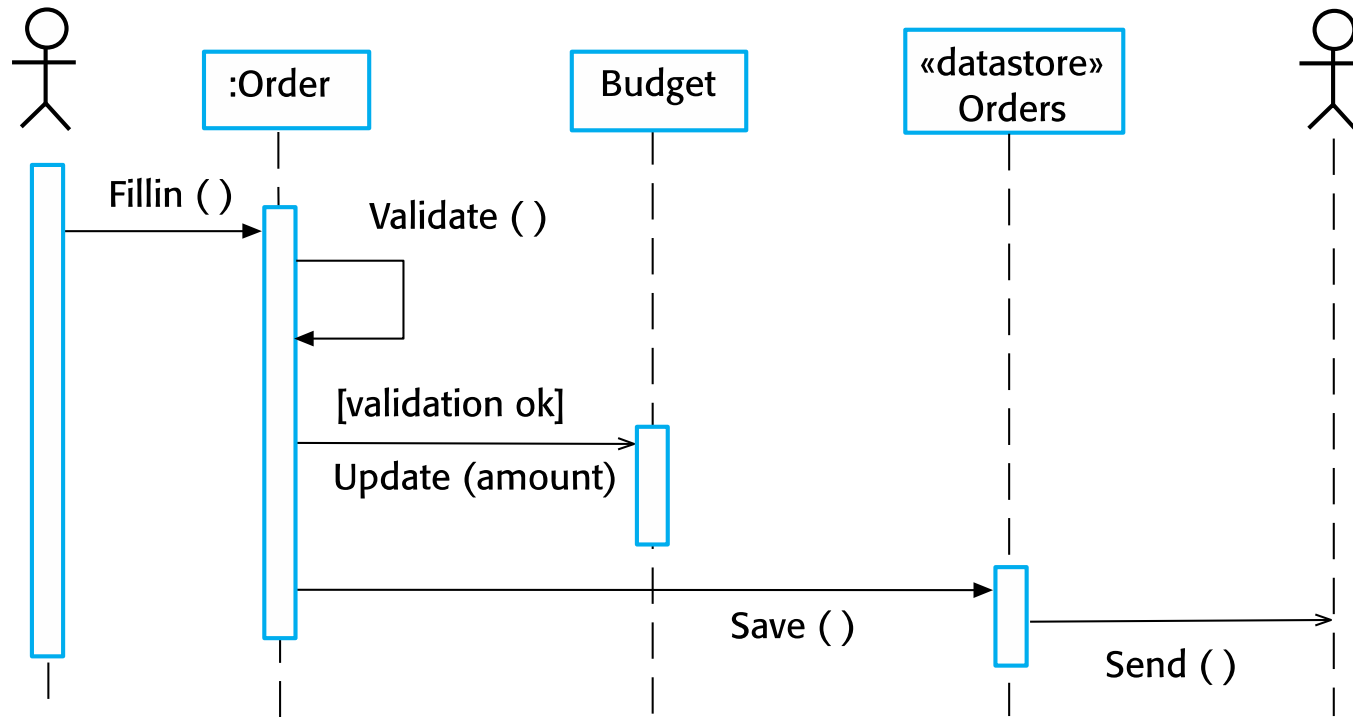 :Order
Budget
«datastore»
Orders
Fillin ( )
Validate ( )
[validation ok]
Update (amount)
Save ( )
Send ( )